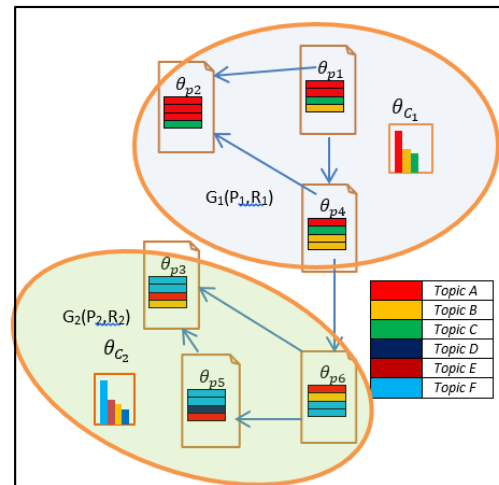 θp1
θp2
θC1
G1(P1,R1)
θp4
θp3
G2(P2,R2)
θC2
θp5
θp6
Topic A
Topic B
Topic C
Topic D
Topic E
Topic F